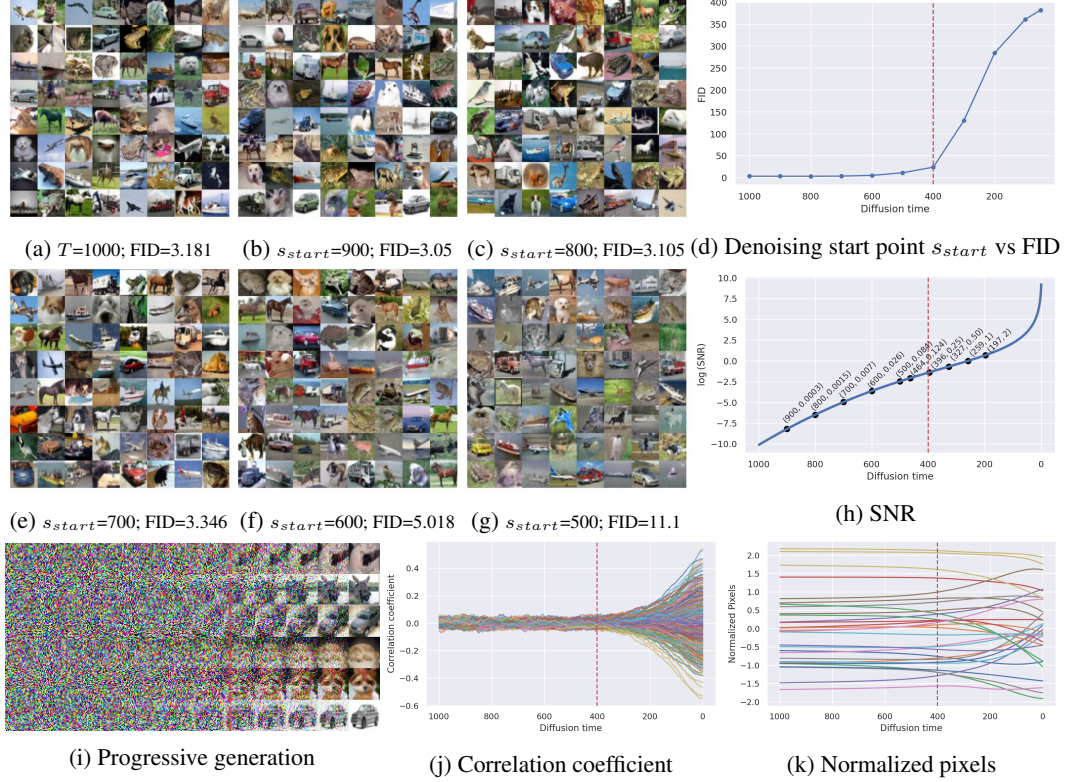 400
350
300
250
200
150
100
50
0
FID
1000 800 600 400 200
Diffusion time
(a) T=1000; FID=3.181
(b) s_start=900; FID=3.05
(c) s_start=800; FID=3.105
(d) Denoising start point s_start vs FID
10.0
7.5
5.0
2.5
0.0
−2.5
−5.0
−7.5
−10.0
log (SNR)
(900, 0.0003)
(800, 0.0015)
(700, 0.007)
(600, 0.026)
(500, 0.084)
(464, 0.124)
(396, 0.25)
(327, 0.50)
(259, 1)
(197, 2)
1000 800 600 400 200 0
Diffusion time
(e) s_start=700; FID=3.346
(f) s_start=600; FID=5.018
(g) s_start=500; FID=11.1
(h) SNR
0.4
0.2
0.0
−0.2
−0.4
−0.6
Correlation coefficient
1000 800 600 400 200 0
Diffusion time
2.0
1.5
1.0
0.5
0.0
−0.5
−1.0
−1.5
−2.0
Normalized Pixels
1000 800 600 400 200 0
Diffusion time
(i) Progressive generation
(j) Correlation coefficient
(k) Normalized pixels